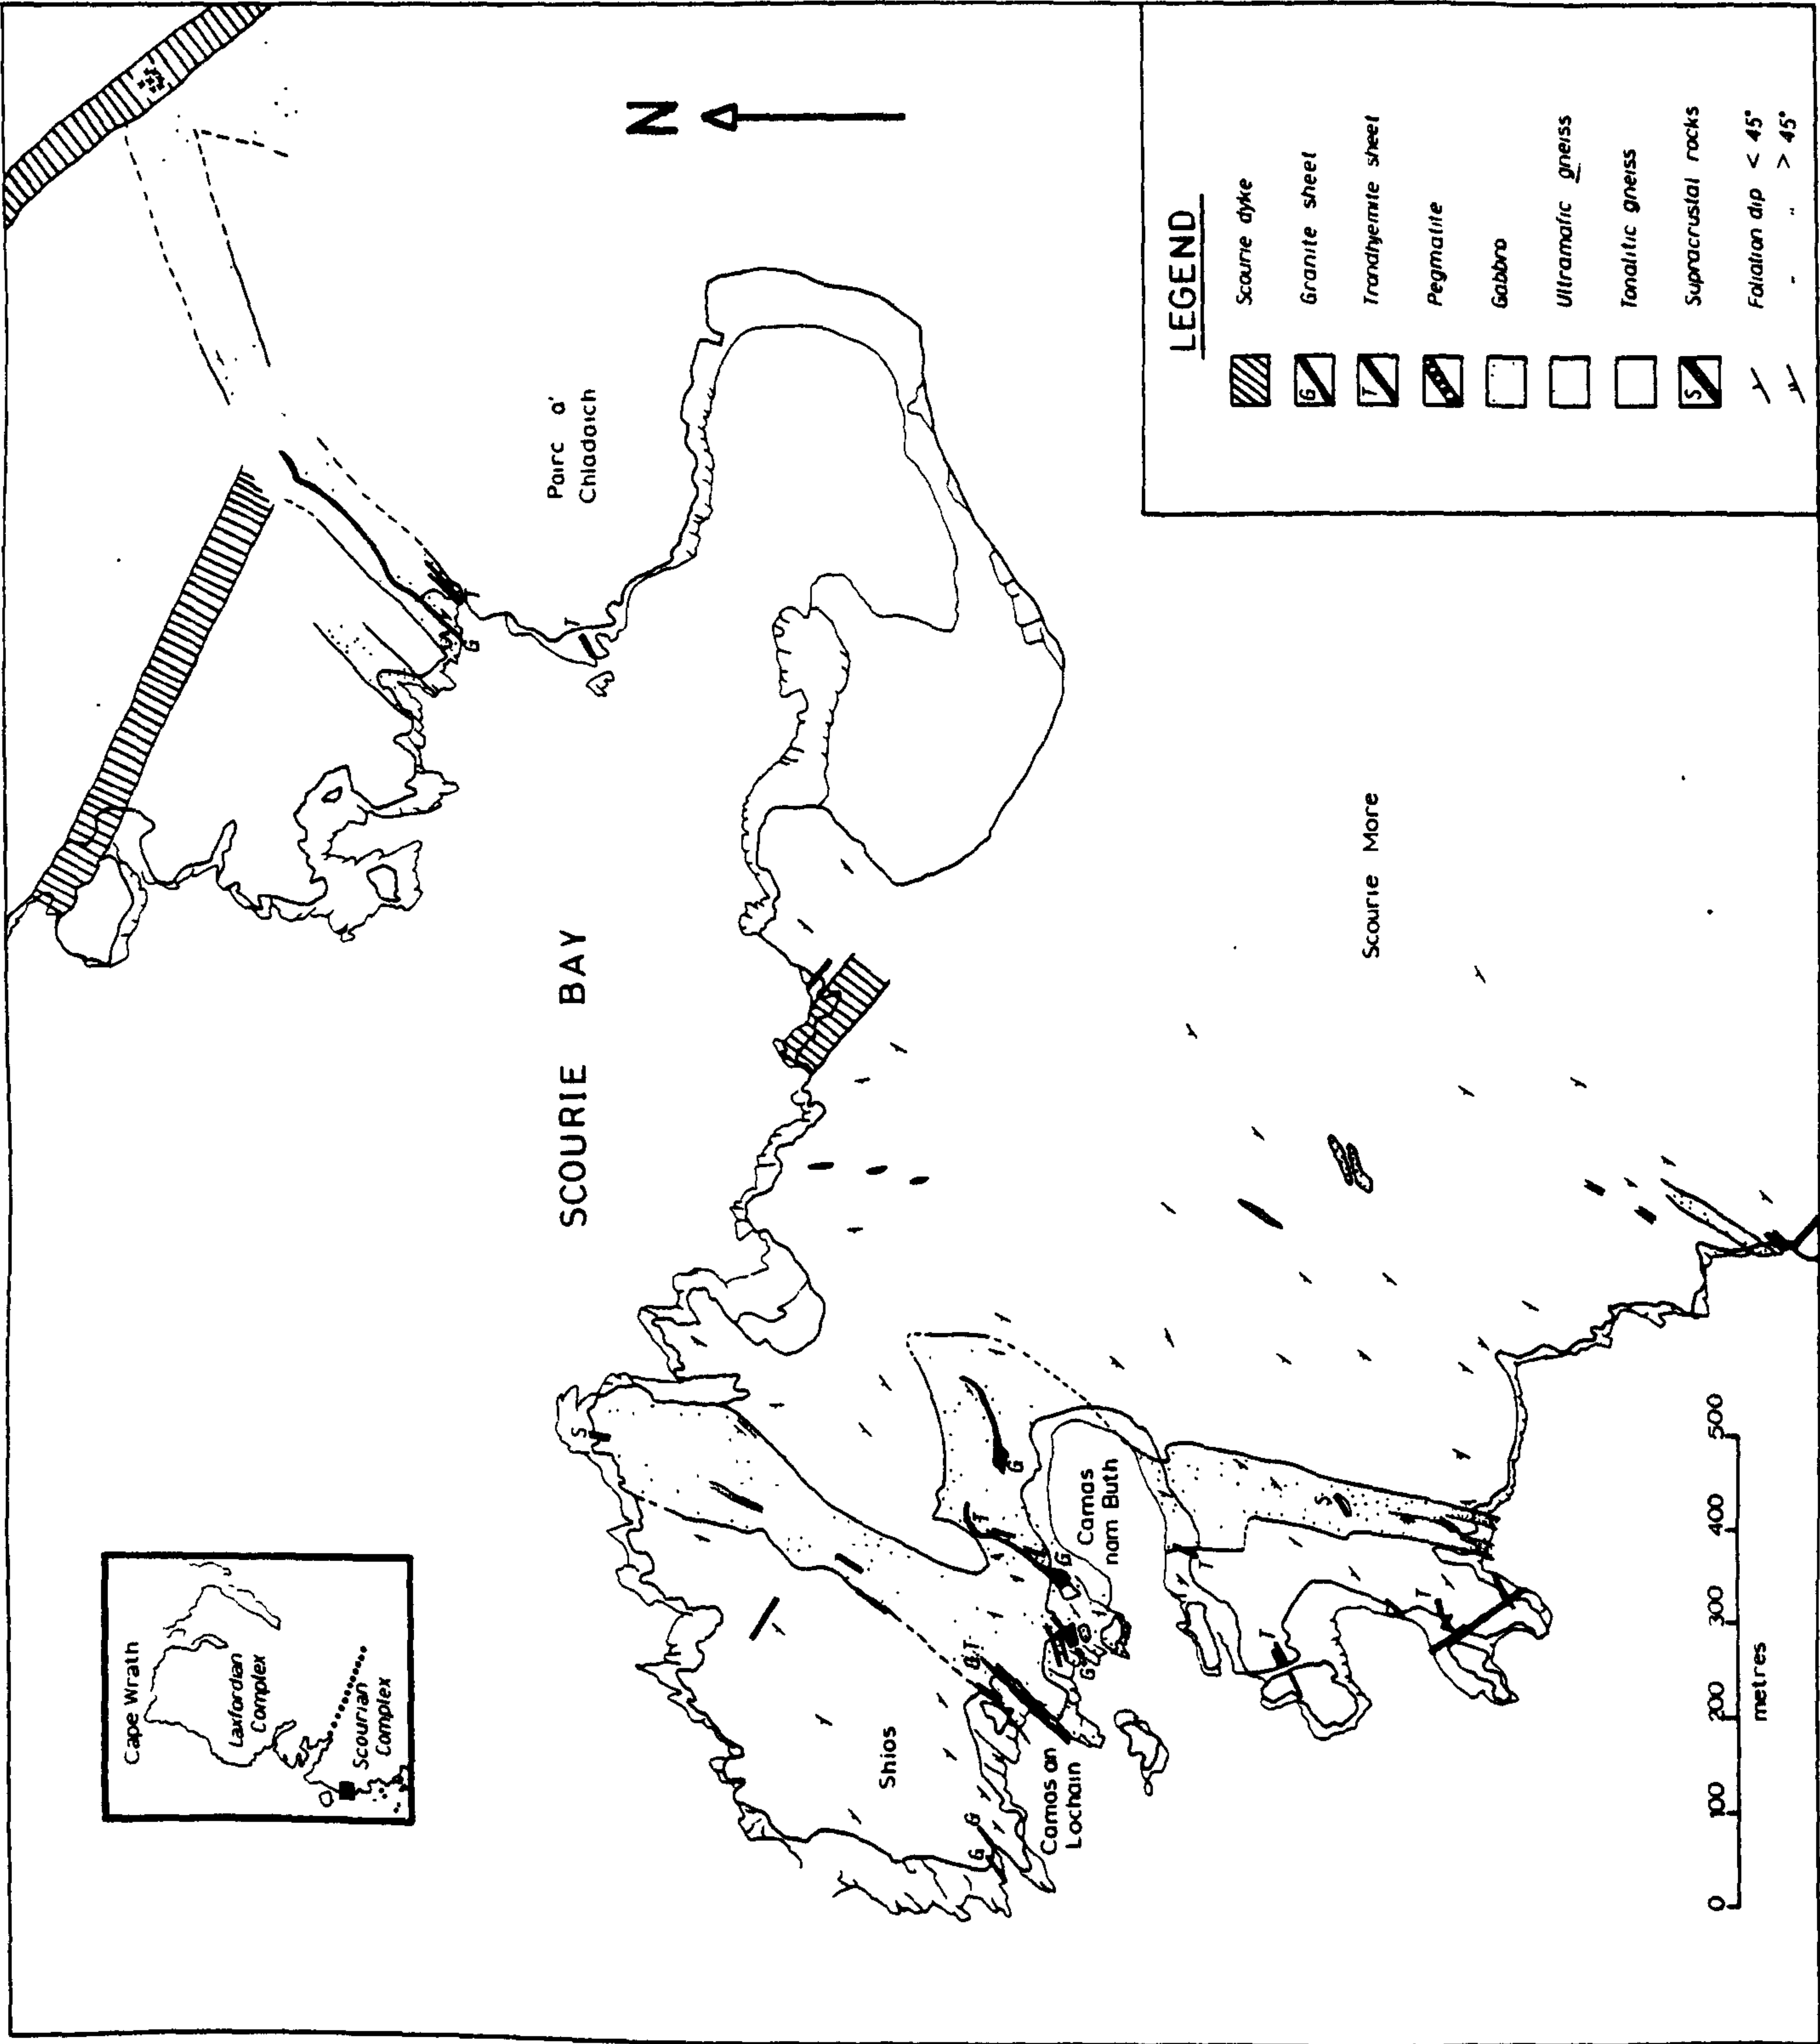 Cape Wrath
Laxfordian
Complex
Scourian
Complex
N
SCOURIE BAY
Parc a'
Chladaich
Scourie More
Shios
Camas an
Lochain
Camas
nam Buth
S
G
T
G
T
G
G
T
G
G
G
S
T
T
T
0 100 200 300 400 500
metres
LEGEND
Scourie dyke
G Granite sheet
T Trondhjemite sheet
Pegmatite
Gabbro
Ultramafic gneiss
Tonalitic gneiss
S Supracrustal rocks
Foliation dip < 45°
- " > 45°